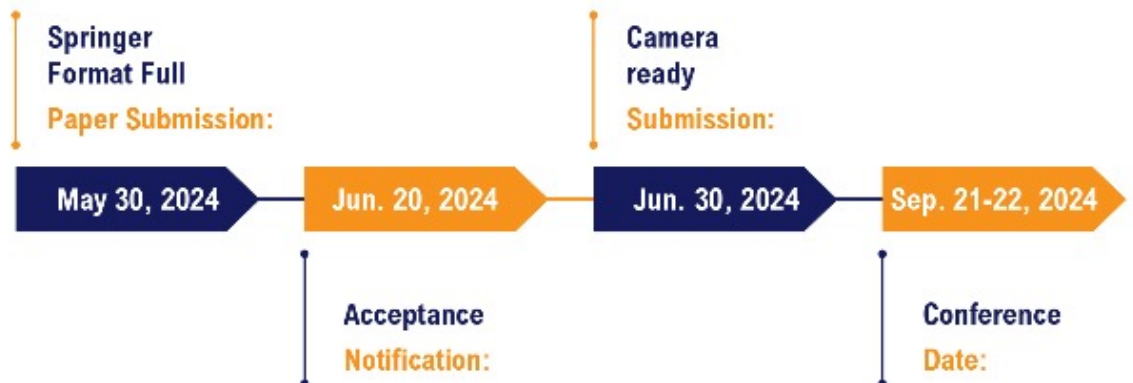 Springer
Format Full
Paper Submission:
May 30, 2024
Acceptance
Notification:
Jun. 20, 2024
Camera
ready
Submission:
Jun. 30, 2024
Conference
Date:
Sep. 21-22, 2024